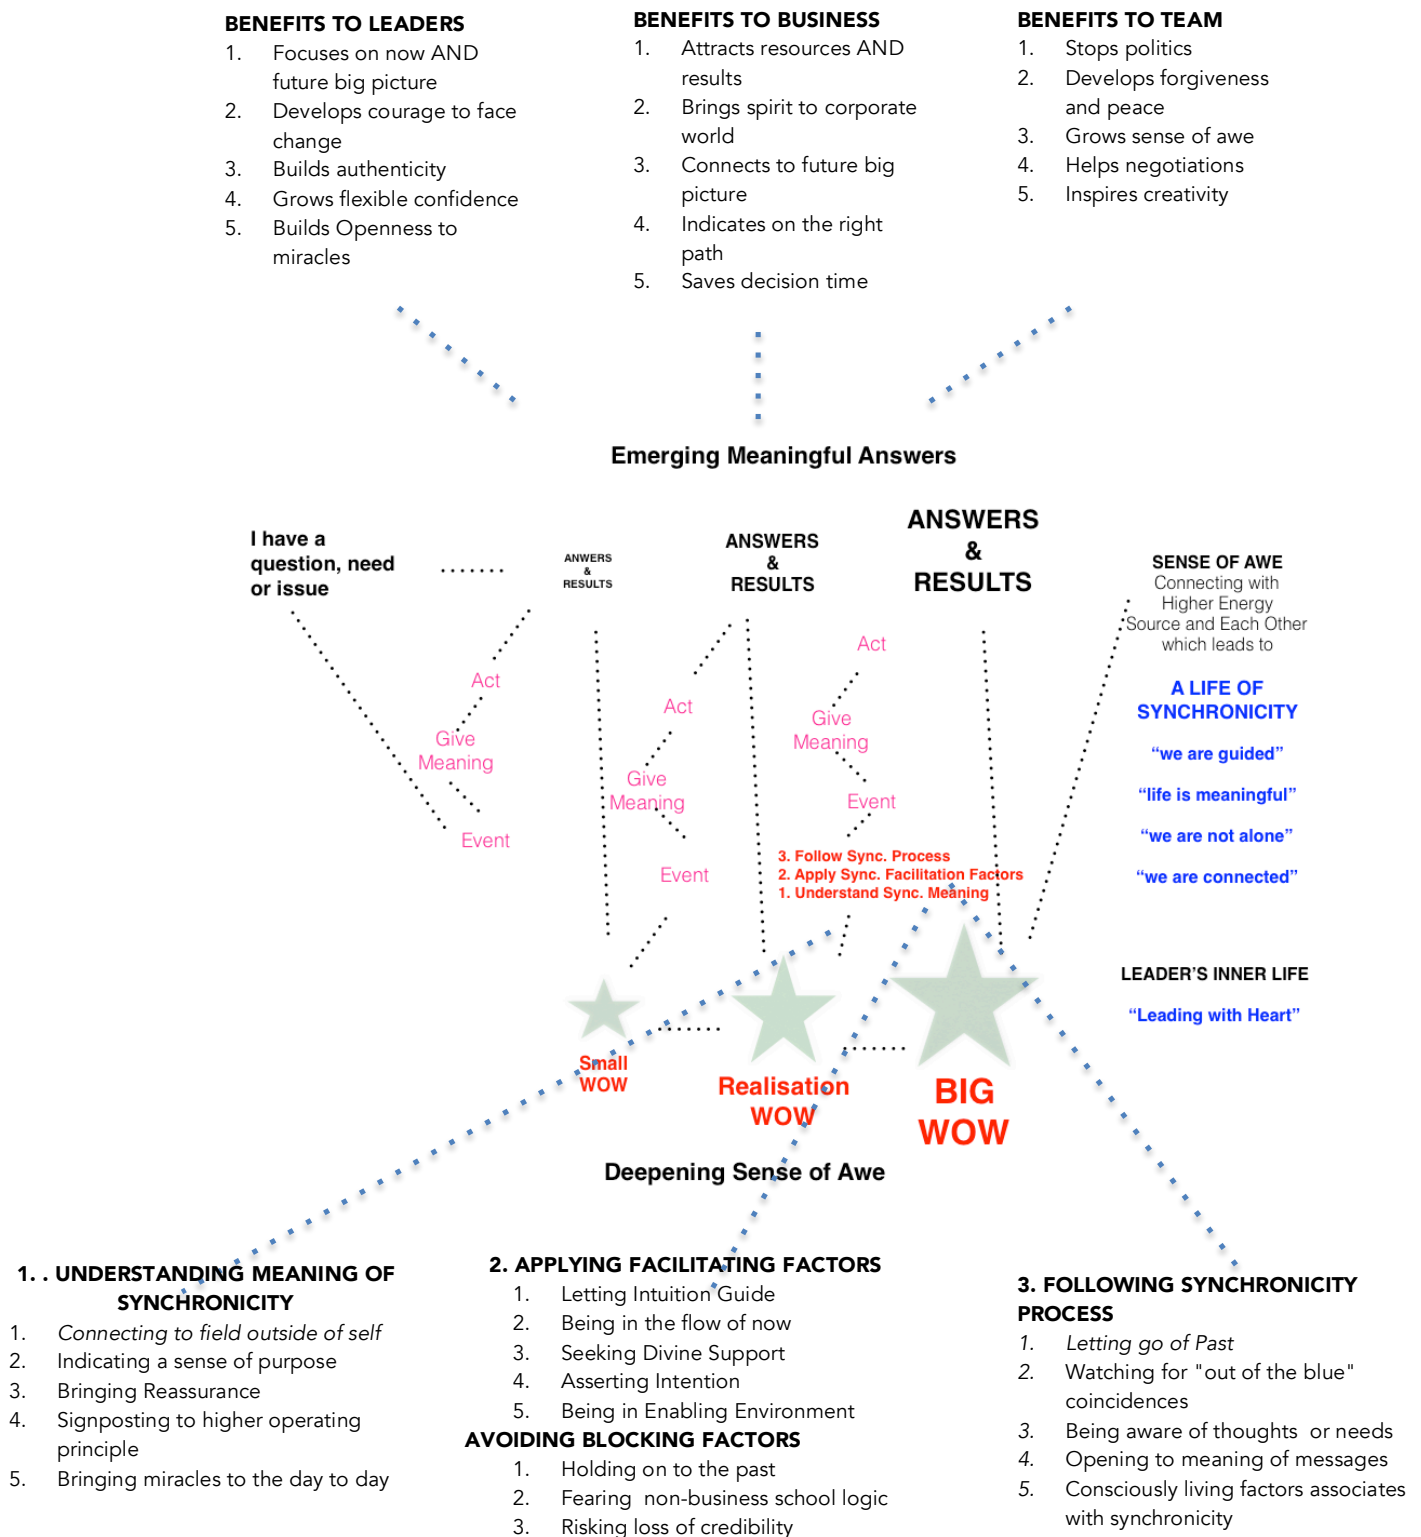 BENEFITS TO LEADERS
1. Focuses on now AND
future big picture
2. Develops courage to face
change
3. Builds authenticity
4. Grows flexible confidence
5. Builds Openness to
miracles
BENEFITS TO BUSINESS
1. Attracts resources AND
results
2. Brings spirit to corporate
world
3. Connects to future big
picture
4. Indicates on the right
path
5. Saves decision time
BENEFITS TO TEAM
1. Stops politics
2. Develops forgiveness
and peace
3. Grows sense of awe
4. Helps negotiations
5. Inspires creativity
Emerging Meaningful Answers
I have a
question, need
or issue
ANWERS
&
RESULTS
ANSWERS
&
RESULTS
ANSWERS
&
RESULTS
Act
Give
Meaning
Event
Act
Give
Meaning
Event
Act
Give
Meaning
Event
3. Follow Sync. Process
2. Apply Sync. Facilitation Factors
1. Understand Sync. Meaning
SENSE OF AWE
Connecting with
Higher Energy
Source and Each Other
which leads to
A LIFE OF
SYNCHRONICITY
“we are guided”
“life is meaningful”
“we are not alone”
“we are connected”
LEADER'S INNER LIFE
“Leading with Heart”
Small
WOW
Realisation
WOW
BIG
WOW
Deepening Sense of Awe
1. . UNDERSTANDING MEANING OF
SYNCHRONICITY
1. Connecting to field outside of self
2. Indicating a sense of purpose
3. Bringing Reassurance
4. Signposting to higher operating
principle
5. Bringing miracles to the day to day
2. APPLYING FACILITATING FACTORS
1. Letting Intuition Guide
2. Being in the flow of now
3. Seeking Divine Support
4. Asserting Intention
5. Being in Enabling Environment
AVOIDING BLOCKING FACTORS
1. Holding on to the past
2. Fearing non-business school logic
3. Risking loss of credibility
3. FOLLOWING SYNCHRONICITY
PROCESS
1. Letting go of Past
2. Watching for "out of the blue"
coincidences
3. Being aware of thoughts or needs
4. Opening to meaning of messages
5. Consciously living factors associates
with synchronicity